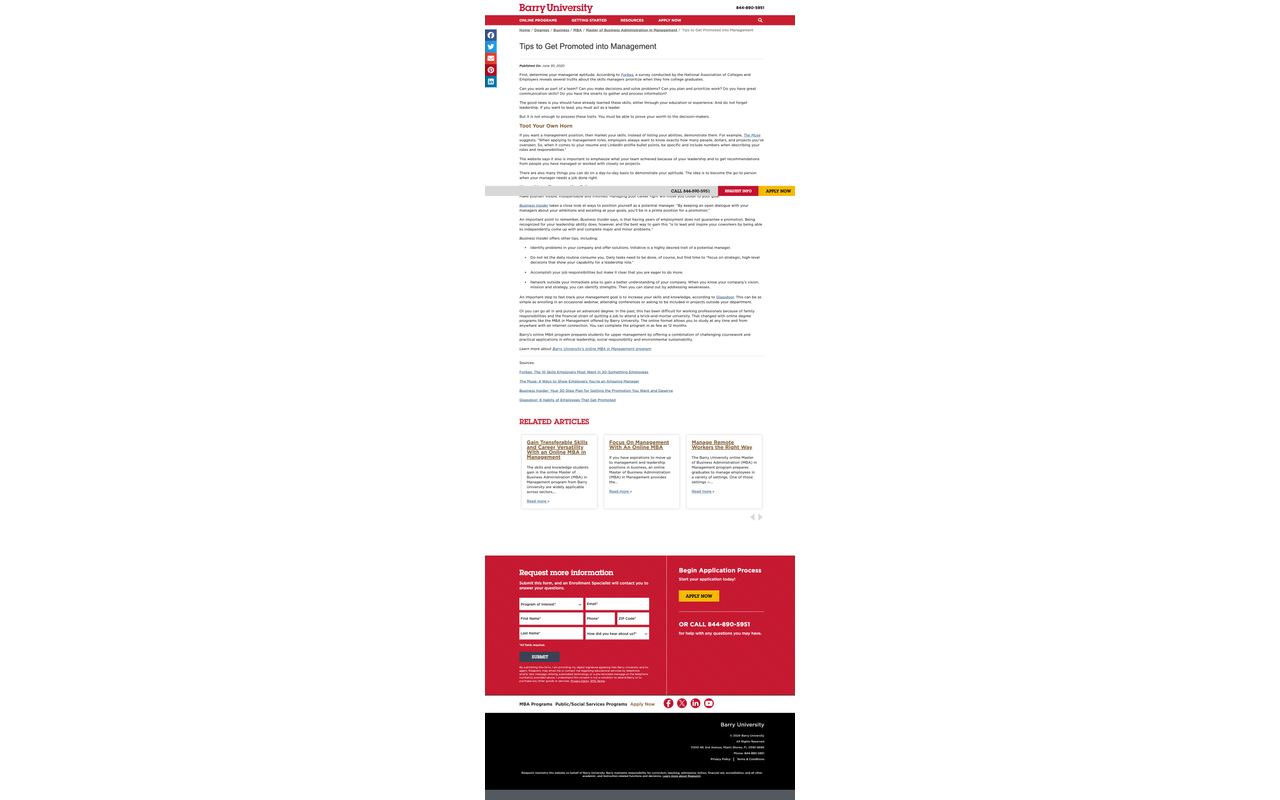 Barry University
844-890-5951
ONLINE PROGRAMS GETTING STARTED RESOURCES APPLY NOW
Home / Degrees / Business / MBA / Master of Business Administration in Management / Tips to Get Promoted into Management
Tips to Get Promoted into Management
Published On: June 30, 2020
First, determine your managerial aptitude. According to Forbes, a survey conducted by the National Association of Colleges and
Employers reveals several truths about the skills managers prioritize when they hire college graduates.
Can you work as part of a team? Can you make decisions and solve problems? Can you plan and prioritize work? Do you have great
communication skills? Do you have the smarts to gather and process information?
The good news is you should have already learned these skills, either through your education or experience. And do not forget
leadership. If you want to lead, you must act as a leader.
But it is not enough to possess these traits. You must be able to prove your worth to the decision-makers.
Toot Your Own Horn
If you want a management position, then market your skills. Instead of listing your abilities, demonstrate them. For example, The Muse
suggests, "When applying to management roles, employers always want to know exactly how many people, dollars, and projects you've
overseen. So, when it comes to your resume and LinkedIn profile bullet points, be specific and include numbers when describing your
roles and responsibilities."
The website says it also is important to emphasize what your team achieved because of your leadership and to get recommendations
from people you have managed or worked with closely on projects.
There are also many things you can do on a day-to-day basis to demonstrate your aptitude. The idea is to become the go-to person
when your manager needs a job done right.
CALL 844-890-5951 REQUEST INFO APPLY NOW
Business Insider takes a close look at ways to position yourself as a potential manager. "By keeping an open dialogue with your
managers about your ambitions and excelling at your goals, you'll be in a prime position for a promotion."
An important point to remember, Business Insider says, is that having years of employment does not guarantee a promotion. Being
recognized for your leadership ability does, however, and the best way to gain this "is to lead and inspire your coworkers by being able
to independently come up with and complete major and minor problems."
Business Insider offers other tips, including:
• Identify problems in your company and offer solutions. Initiative is a highly desired trait of a potential manager.
• Do not let the daily routine consume you. Daily tasks need to be done, of course, but find time to "focus on strategic, high-level
decisions that show your capability for a leadership role."
• Accomplish your job responsibilities but make it clear that you are eager to do more.
• Network outside your immediate area to gain a better understanding of your company. When you know your company's vision,
mission and strategy, you can identify strengths. Then you can stand out by addressing weaknesses.
An important step to fast track your management goal is to increase your skills and knowledge, according to Glassdoor. This can be as
simple as enrolling in an occasional webinar, attending conferences or asking to be included in projects outside your department.
Or you can go all in and pursue an advanced degree. In the past, this has been difficult for working professionals because of family
responsibilities and the financial strain of quitting a job to attend a brick-and-mortar university. That changed with online degree
programs like the MBA in Management offered by Barry University. The online format allows you to study at any time and from
anywhere with an internet connection. You can complete the program in as few as 12 months.
Barry's online MBA program prepares students for upper management by offering a combination of challenging coursework and
practical applications in ethical leadership, social responsibility and environmental sustainability.
Learn more about Barry University's online MBA in Management program.
Sources:
Forbes: The 10 Skills Employers Most Want in 20-Something Employees
The Muse: 4 Ways to Show Employers You're an Amazing Manager
Business Insider: Your 30 Step Plan for Getting the Promotion You Want and Deserve
Glassdoor: 8 Habits of Employees That Get Promoted
RELATED ARTICLES
Gain Transferable Skills
and Career Versatility
With an Online MBA in
Management
The skills and knowledge students
gain in the online Master of
Business Administration (MBA) in
Management program from Barry
University are widely applicable
across sectors,...
Read more »
Focus On Management
With An Online MBA
If you have aspirations to move up
to management and leadership
positions in business, an online
Master of Business Administration
(MBA) in Management provides
the...
Read more »
Manage Remote
Workers the Right Way
The Barry University online Master
of Business Administration (MBA) in
Management program prepares
graduates to manage employees in
a variety of settings. One of those
settings —...
Read more »
Request more information
Submit this form, and an Enrollment Specialist will contact you to
answer your questions.
Program of Interest* Email*
First Name* Phone* ZIP Code*
Last Name* How did you hear about us?*
*All fields required.
SUBMIT
Begin Application Process
Start your application today!
APPLY NOW
OR CALL 844-890-5951
for help with any questions you may have.
MBA Programs Public/Social Services Programs Apply Now
Barry University
© 2024 Barry University
All Rights Reserved
11300 NE 2nd Avenue, Miami Shores, FL 33161-6695
Phone: 844-890-5951
Privacy Policy | Terms & Conditions